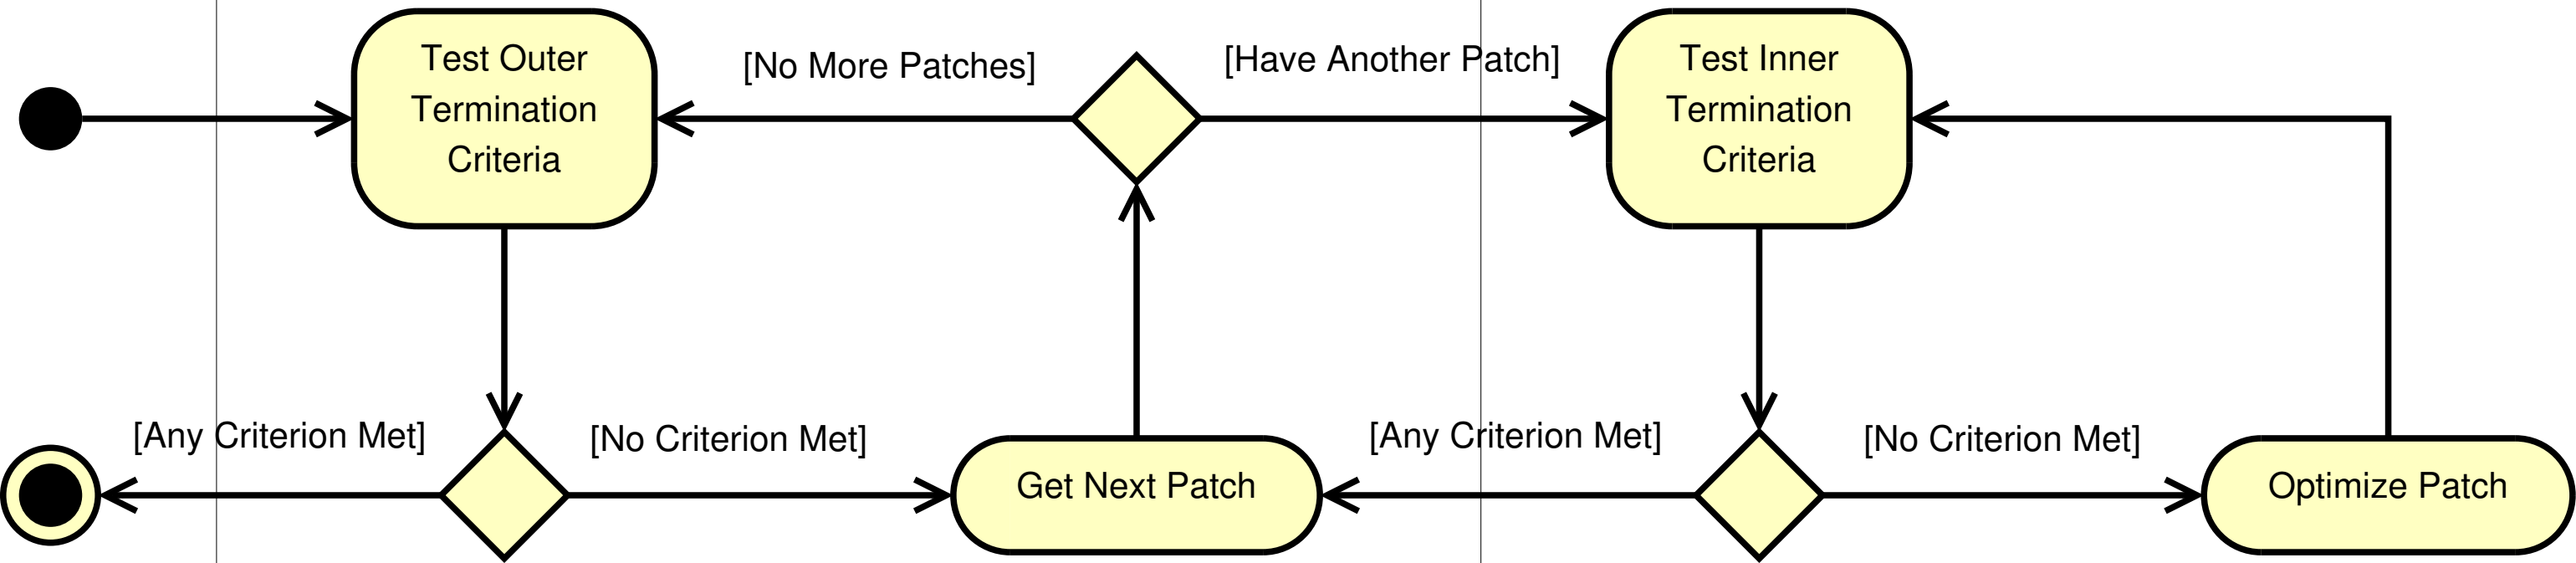 Test Outer
Termination
Criteria
[No More Patches]
[Have Another Patch]
Test Inner
Termination
Criteria
[Any Criterion Met]
[No Criterion Met]
Get Next Patch
[Any Criterion Met]
[No Criterion Met]
Optimize Patch